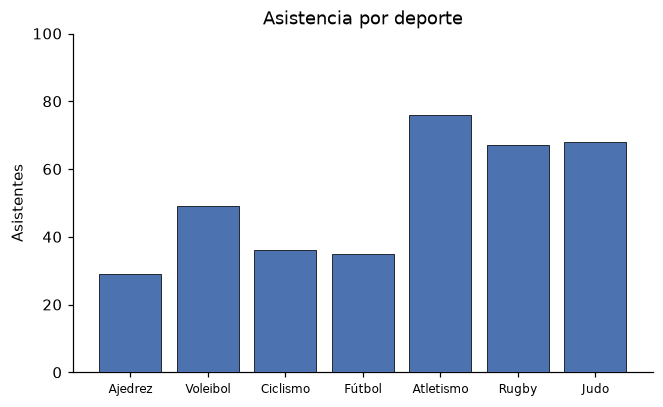 Asistencia por deporte
100
80
60
40
20
0
Asistentes
Ajedrez Voleibol Ciclismo Fútbol Atletismo Rugby Judo